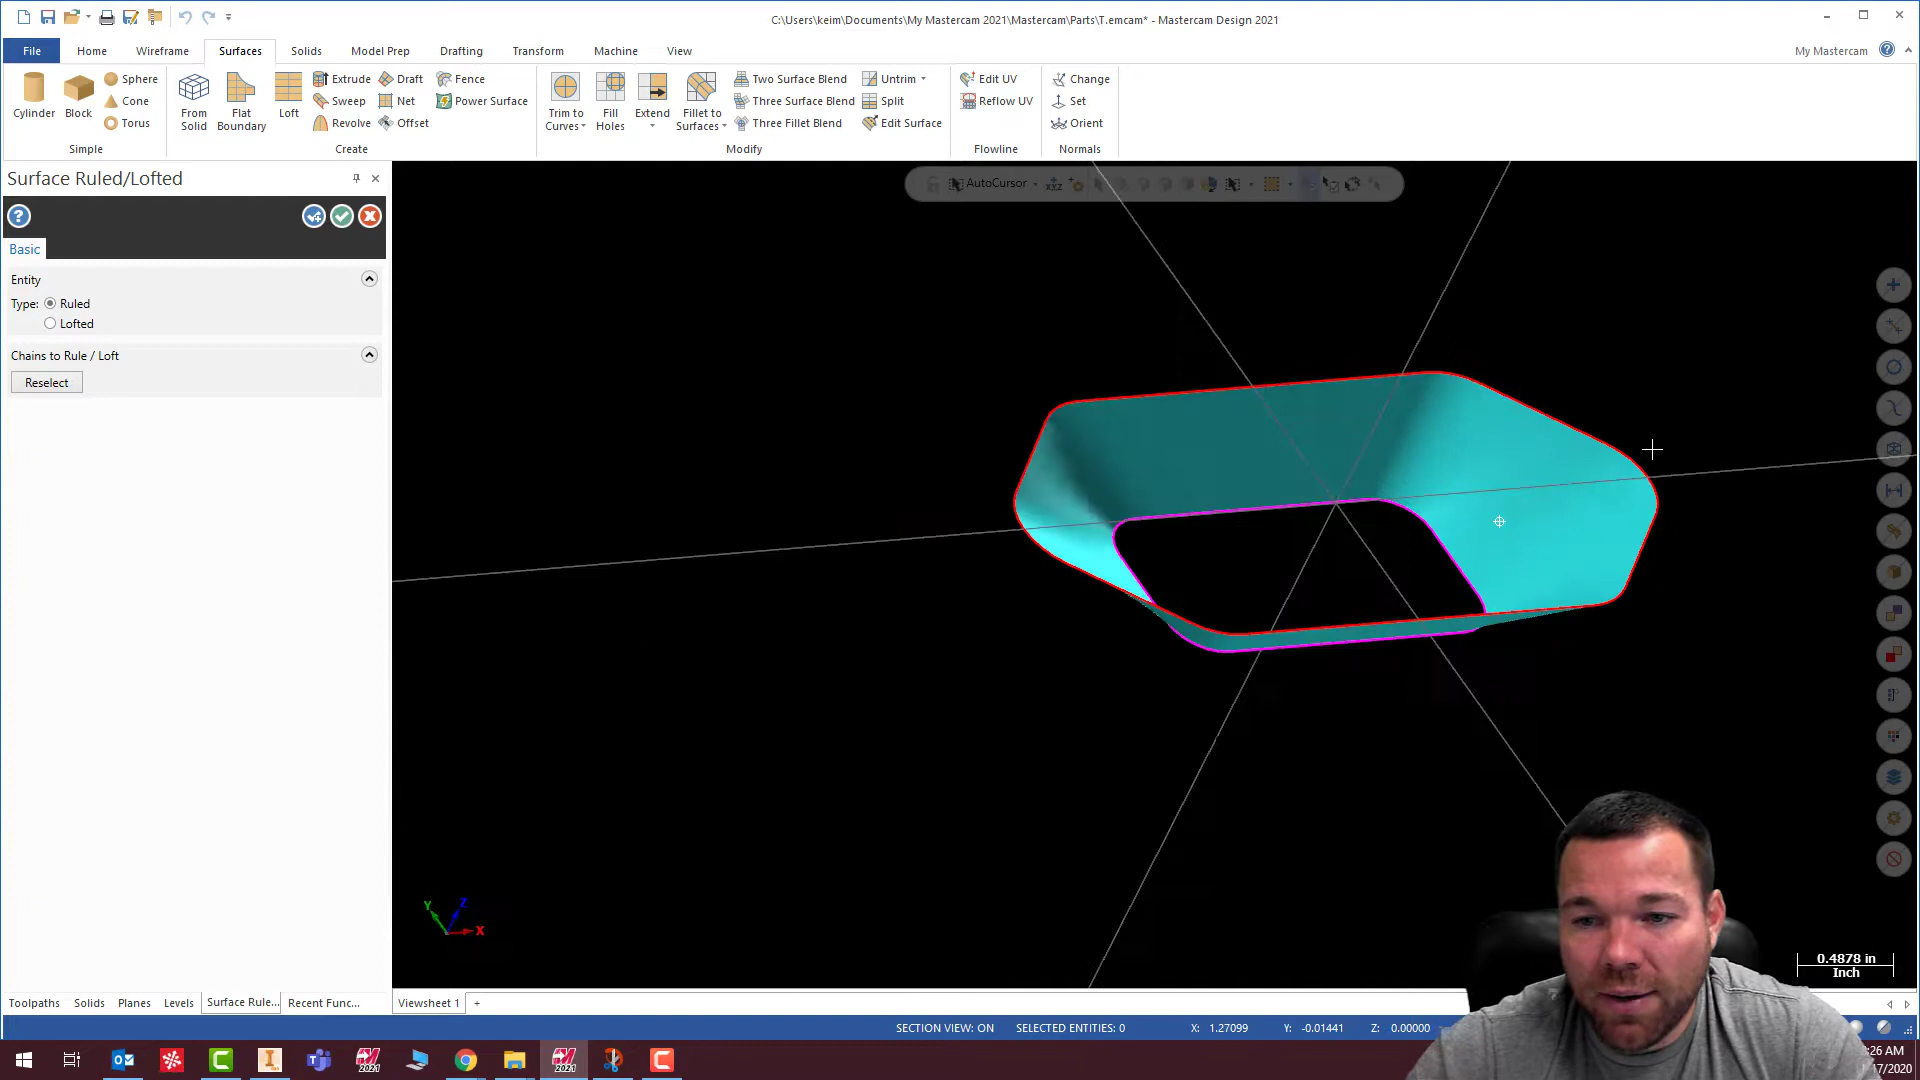 C:\Users\keim\Documents\My Mastercam 2021\Mastercam\Parts\T.emcam* - Mastercam Design 2021
File
Home
Wireframe
Surfaces
Solids
Model Prep
Drafting
Transform
Machine
View
My Mastercam
Cylinder
Block
Sphere
Cone
Torus
Simple
From Solid
Flat Boundary
Loft
Extrude
Sweep
Revolve
Draft
Net
Offset
Fence
Power Surface
Create
Trim to Curves
Fill Holes
Extend
Fillet to Surfaces
Two Surface Blend
Three Surface Blend
Three Fillet Blend
Untrim
Split
Edit Surface
Modify
Edit UV
Reflow UV
Flowline
Change
Set
Orient
Normals
Surface Ruled/Lofted
Basic
Entity
Type:
Ruled
Lofted
Chains to Rule / Loft
Reselect
AutoCursor
Y
Z
X
0.4878 in
Inch
Toolpaths
Solids
Planes
Levels
Surface Rule...
Recent Func...
Viewsheet 1
+
SECTION VIEW: ON
SELECTED ENTITIES: 0
X: 1.27099
Y: -0.01441
Z: 0.00000
2021
2021
:26 AM
17/2020